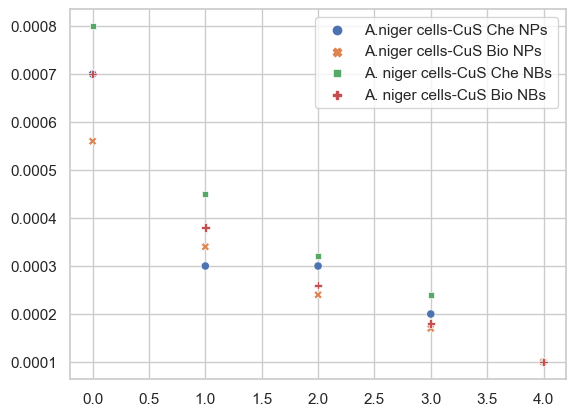 0.0008
0.0007
0.0006
0.0005
0.0004
0.0003
0.0002
0.0001
A.niger cells-CuS Che NPs
A.niger cells-CuS Bio NPs
A. niger cells-CuS Che NBs
A. niger cells-CuS Bio NBs
0.0 0.5 1.0 1.5 2.0 2.5 3.0 3.5 4.0